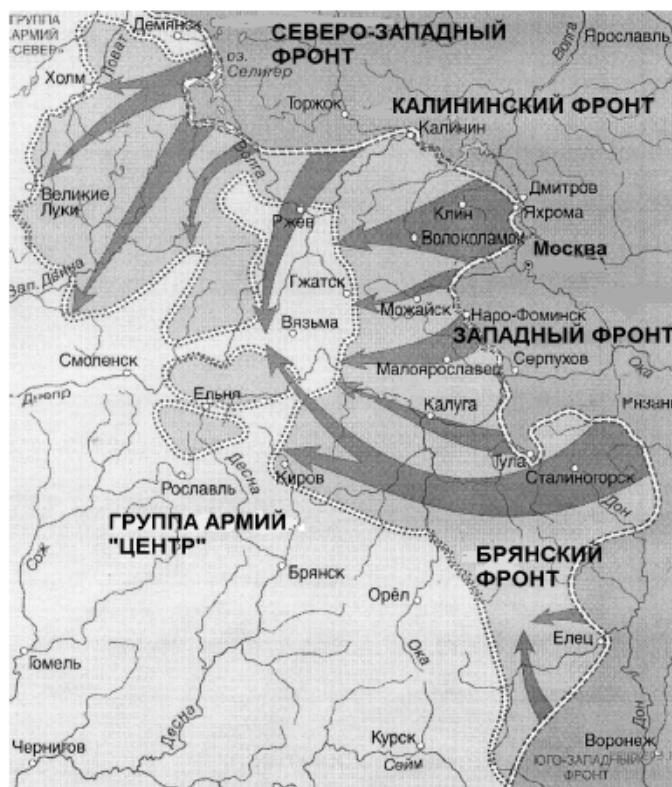 ГРУППА
АРМИЙ
"СЕВЕР"
Демянск
Ловать
Холм
оз.
Селигер
СЕВЕРО-ЗАПАДНЫЙ
ФРОНТ
Волга
Ярославль
Торжок
КАЛИНИНСКИЙ ФРОНТ
Калинин
Волга
Великие
Луки
Ржев
Клин
Дмитров
Яхрома
Волоколамск
Москва
Зап. Двина
Гжатск
Можайск
Наро-Фоминск
Вязьма
ЗАПАДНЫЙ ФРОНТ
Смоленск
Малоярославец
Серпухов
Ока
Днепр
Ельня
Калуга
Рязань
Десна
Тула
Рославль
Киров
Сталиногорск
Дон
ГРУППА АРМИЙ
"ЦЕНТР"
БРЯНСКИЙ
ФРОНТ
Сож
Брянск
Орёл
Елец
Гомель
Ока
Десна
Дон
Чернигов
Курск
Сейм
Воронеж
ЮГО-ЗАПАДНЫЙ
ФРОНТ